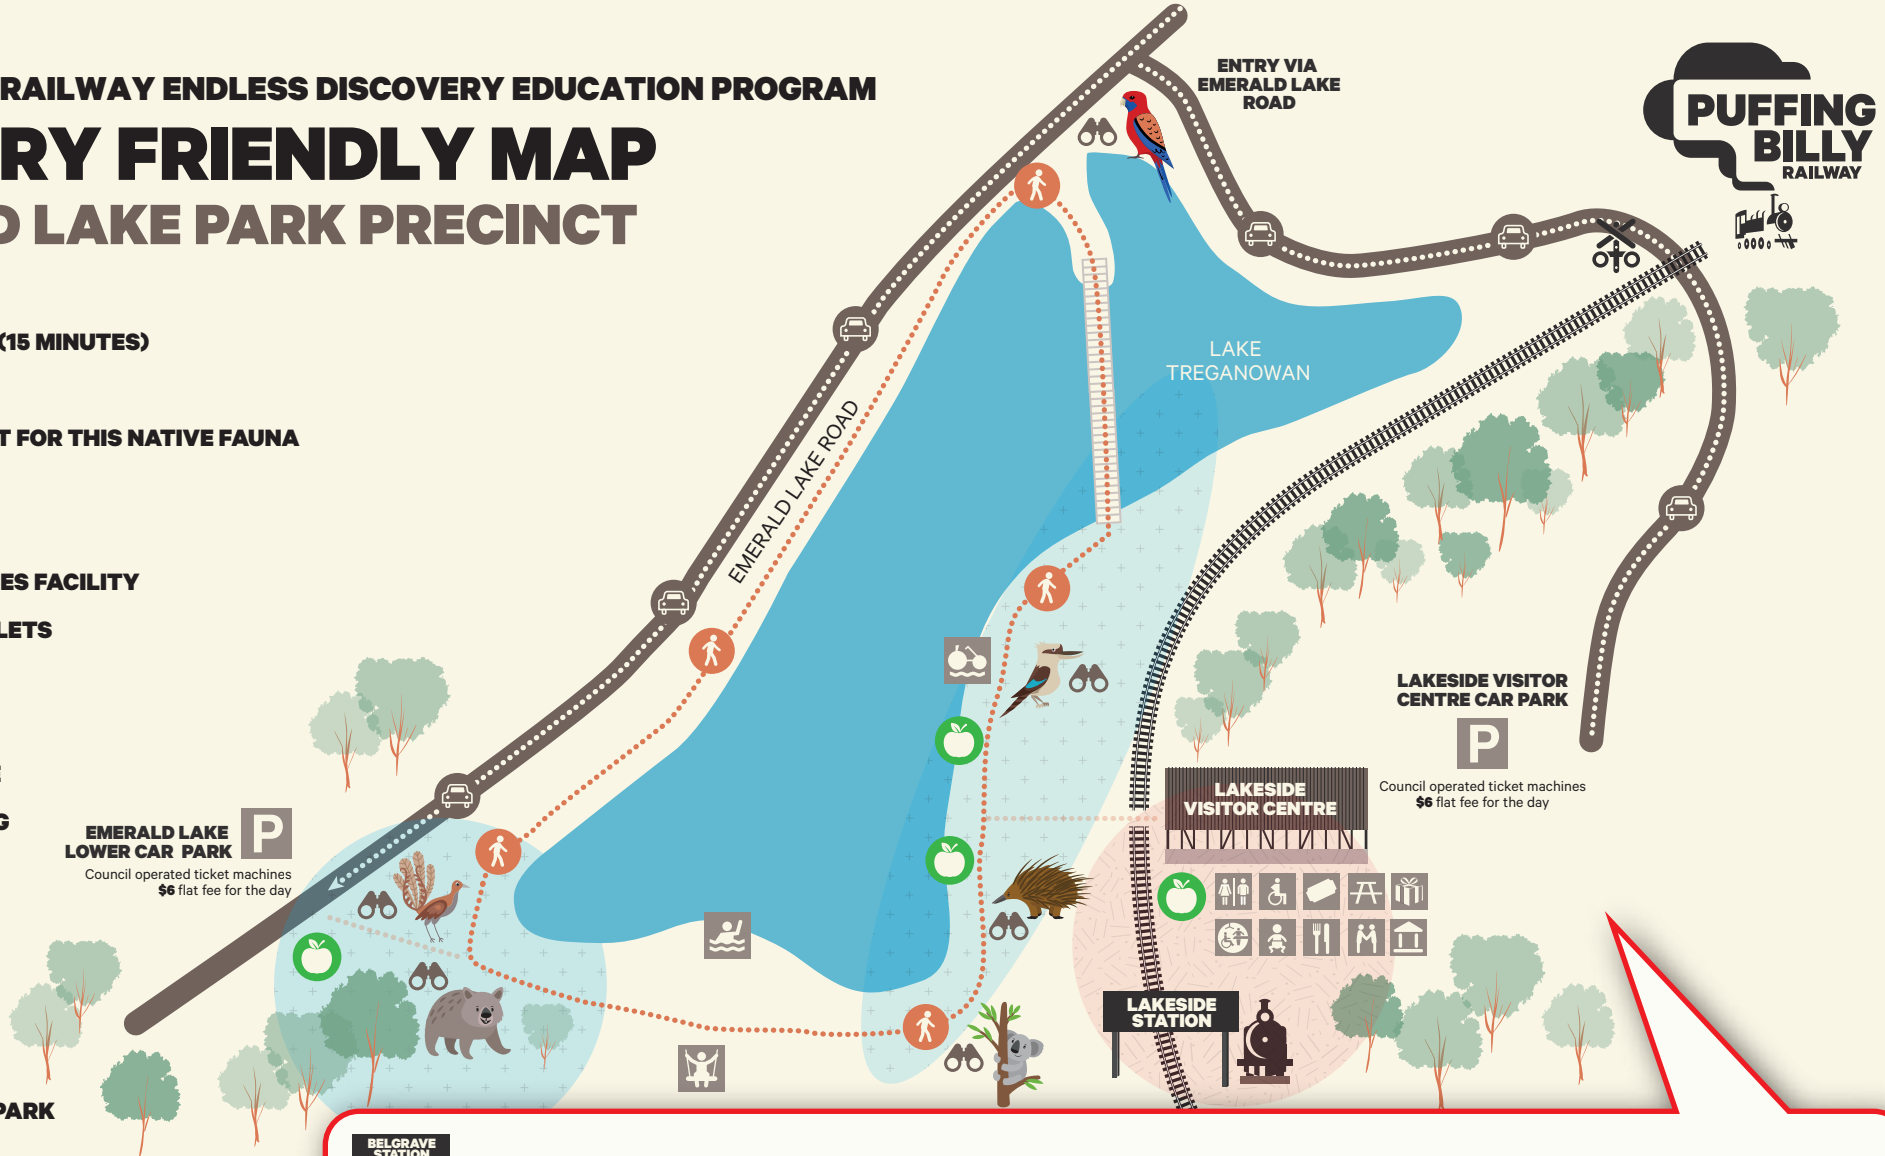 RAILWAY ENDLESS DISCOVERY EDUCATION PROGRAM
RY FRIENDLY MAP
D LAKE PARK PRECINCT
ENTRY VIA
EMERALD LAKE
ROAD
PUFFING
BILLY
RAILWAY
(15 MINUTES)
T FOR THIS NATIVE FAUNA
ES FACILITY
LETS
G
PARK
LAKE
TREGANOWAN
EMERALD LAKE ROAD
LAKESIDE VISITOR
CENTRE CAR PARK
P
Council operated ticket machines
$6 flat fee for the day
EMERALD LAKE
LOWER CAR PARK
P
Council operated ticket machines
$6 flat fee for the day
LAKESIDE
VISITOR CENTRE
LAKESIDE
STATION
BELGRAVE
STATION